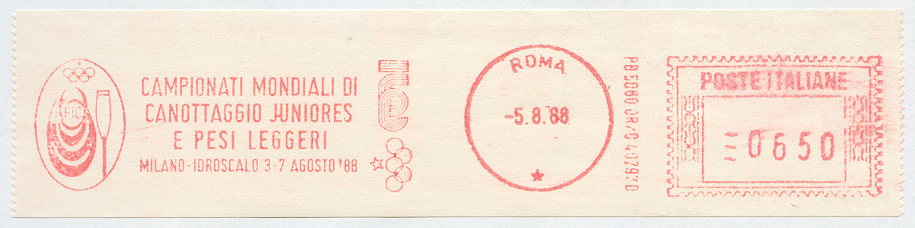 FIC
CAMPIONATI MONDIALI DI
CANOTTAGGIO JUNIORES
E PESI LEGGERI
MILANO-IDROSCALO 3-7 AGOSTO '88
ROMA
-5.8.88
POSTE ITALIANE
0650